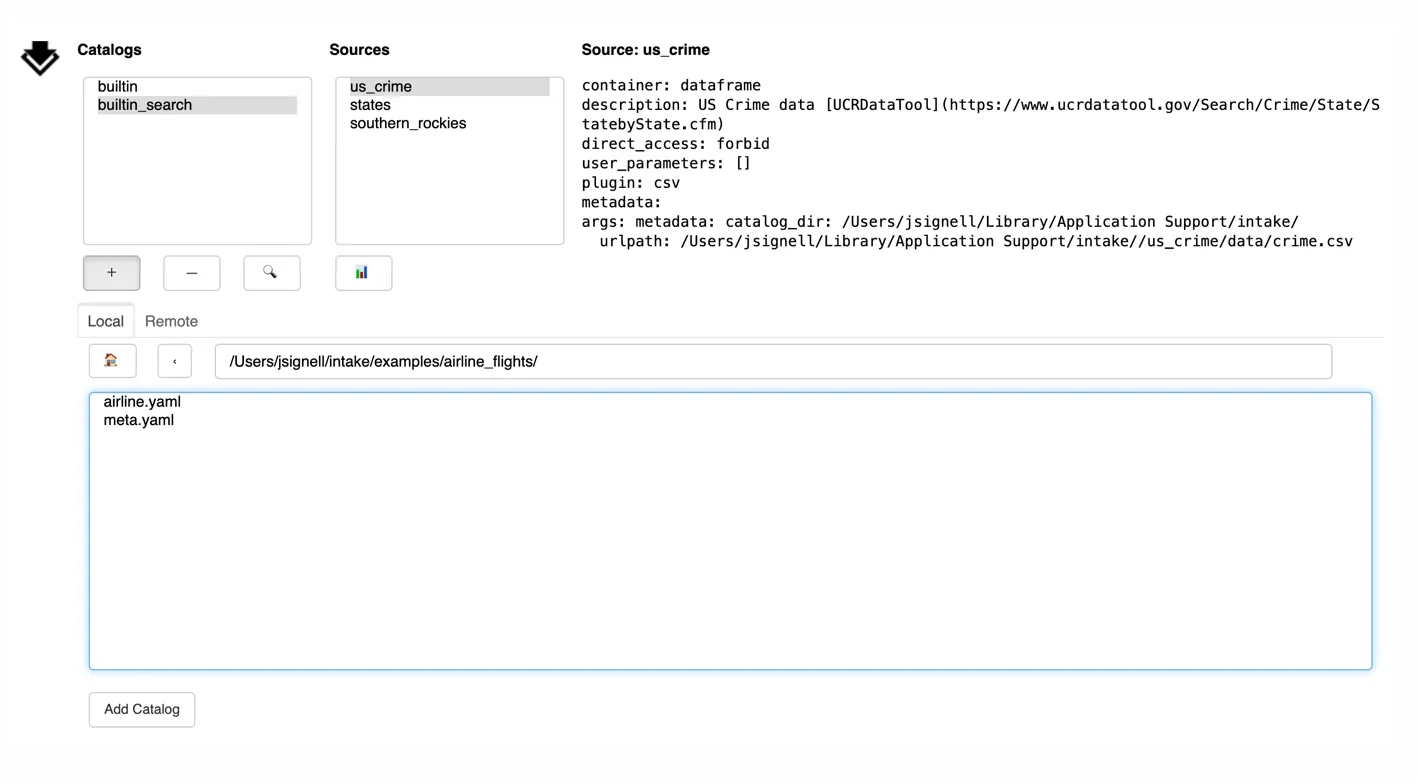 Catalogs
builtin
builtin_search
Sources
us_crime
states
southern_rockies
Source: us_crime
container: dataframe
description: US Crime data [UCRDataTool](https://www.ucrdatatool.gov/Search/Crime/State/S
tatebyState.cfm)
direct_access: forbid
user_parameters: []
plugin: csv
metadata:
args: metadata: catalog_dir: /Users/jsignell/Library/Application Support/intake/
urlpath: /Users/jsignell/Library/Application Support/intake//us_crime/data/crime.csv
+ –
Local Remote
‹ /Users/jsignell/intake/examples/airline_flights/
airline.yaml
meta.yaml
Add Catalog